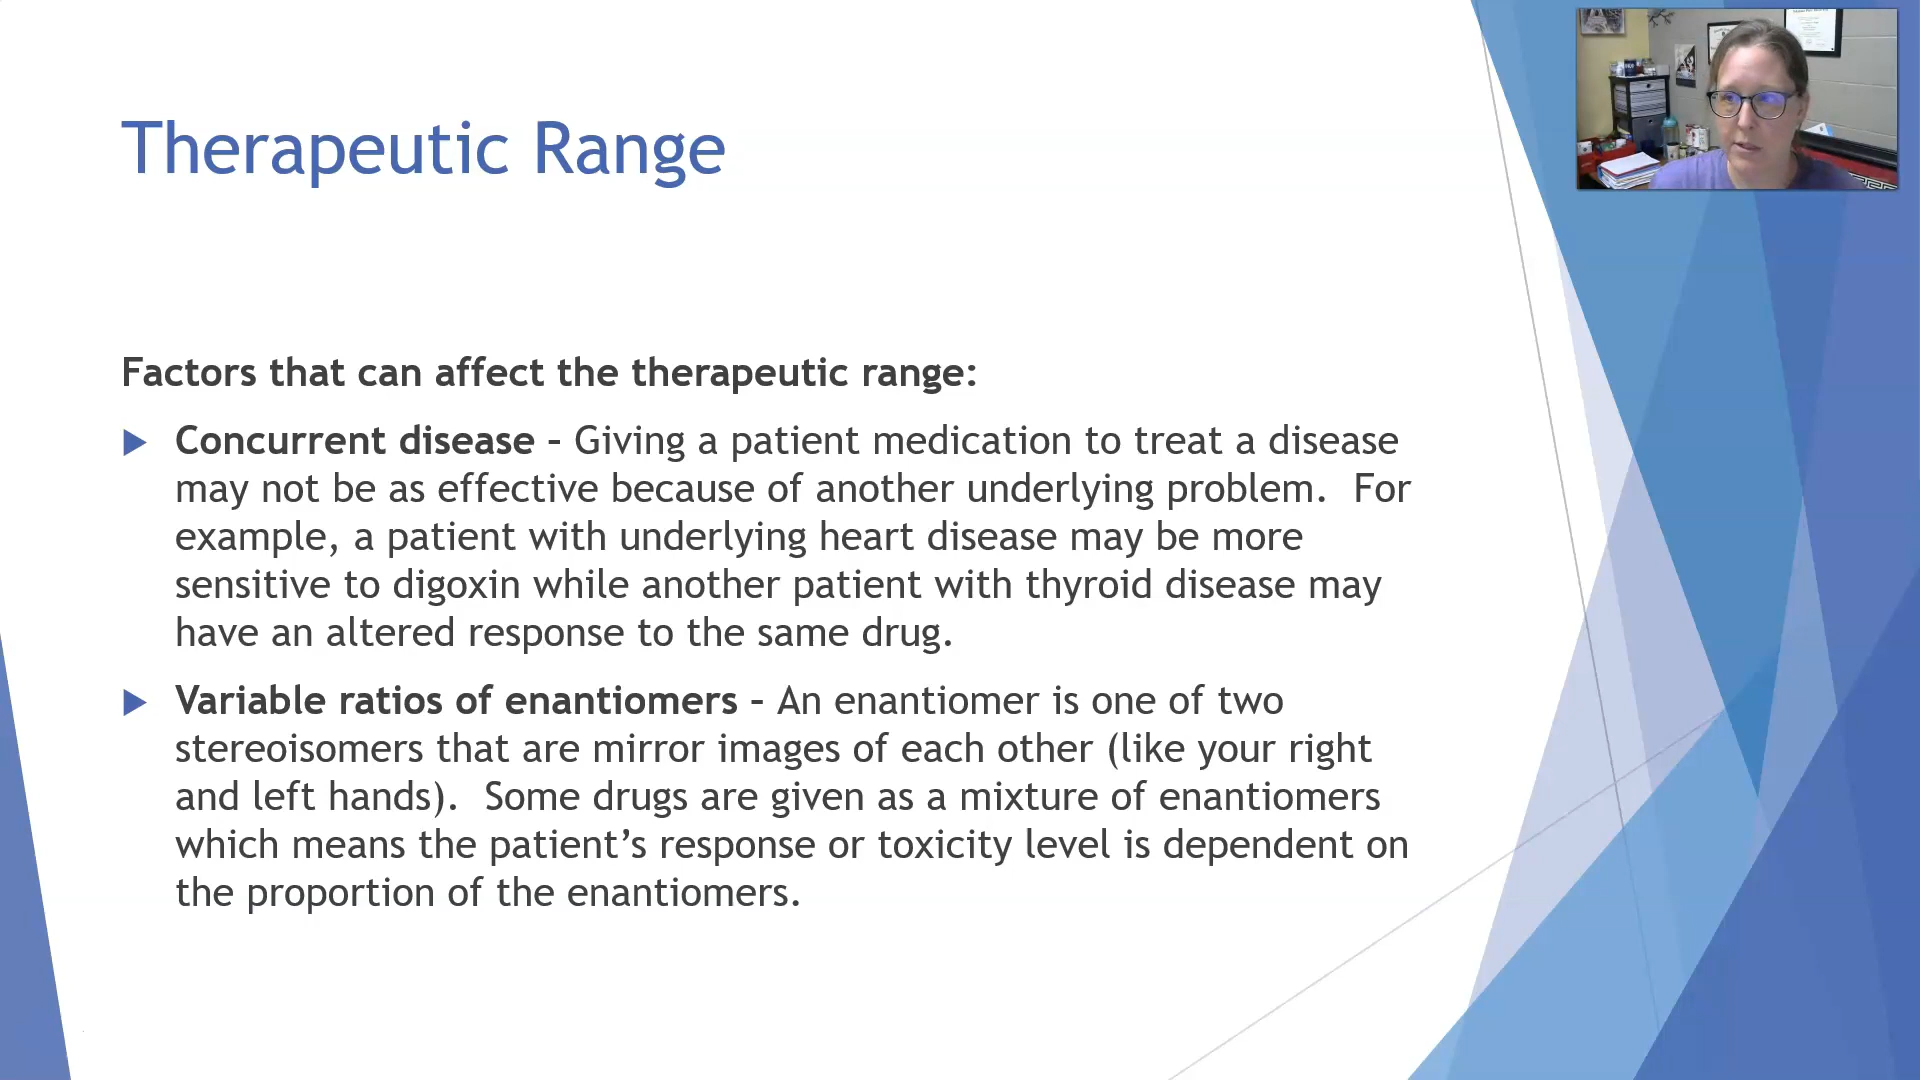 Therapeutic Range
Factors that can affect the therapeutic range:
Concurrent disease – Giving a patient medication to treat a disease
may not be as effective because of another underlying problem.  For
example, a patient with underlying heart disease may be more
sensitive to digoxin while another patient with thyroid disease may
have an altered response to the same drug.
Variable ratios of enantiomers – An enantiomer is one of two
stereoisomers that are mirror images of each other (like your right
and left hands).  Some drugs are given as a mixture of enantiomers
which means the patient’s response or toxicity level is dependent on
the proportion of the enantiomers.